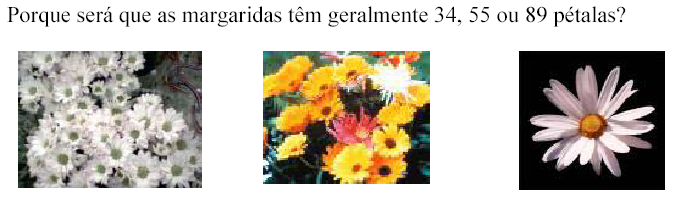 Porque será que as margaridas têm geralmente 34, 55 ou 89 pétalas?